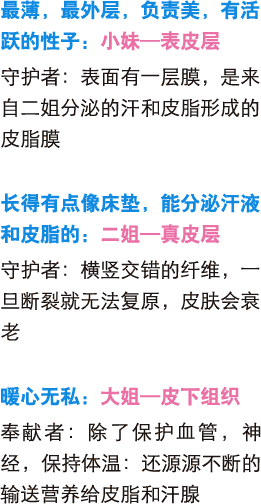 最薄，最外层，负责美，有活
跃的性子：小妹—表皮层
守护者：表面有一层膜，是来
自二姐分泌的汗和皮脂形成的
皮脂膜
长得有点像床垫，能分泌汗液
和皮脂的：二姐—真皮层
守护者：横竖交错的纤维，一
旦断裂就无法复原，皮肤会衰
老
暖心无私：大姐—皮下组织
奉献者：除了保护血管，神
经，保持体温：还源源不断的
输送营养给皮脂和汗腺